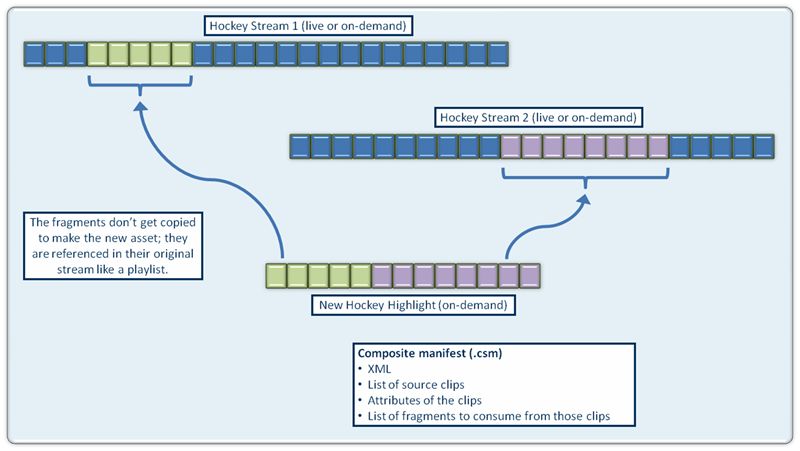 Hockey Stream 1 (live or on-demand)
Hockey Stream 2 (live or on-demand)
The fragments don't get copied
to make the new asset; they
are referenced in their original
stream like a playlist.
New Hockey Highlight (on-demand)
Composite manifest (.csm)
• XML
• List of source clips
• Attributes of the clips
• List of fragments to consume from those clips